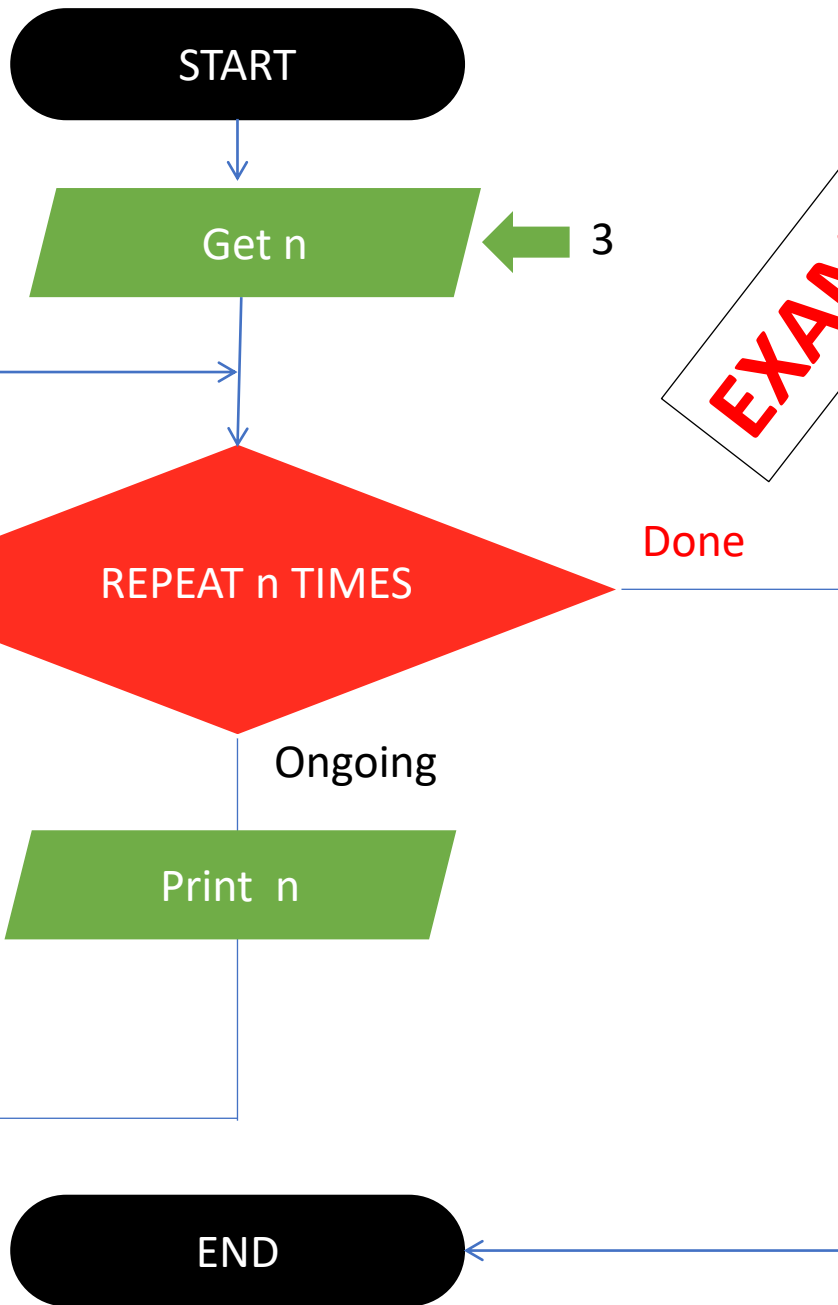 START
Get n
3
REPEAT n TIMES
Done
Ongoing
Print  n
END